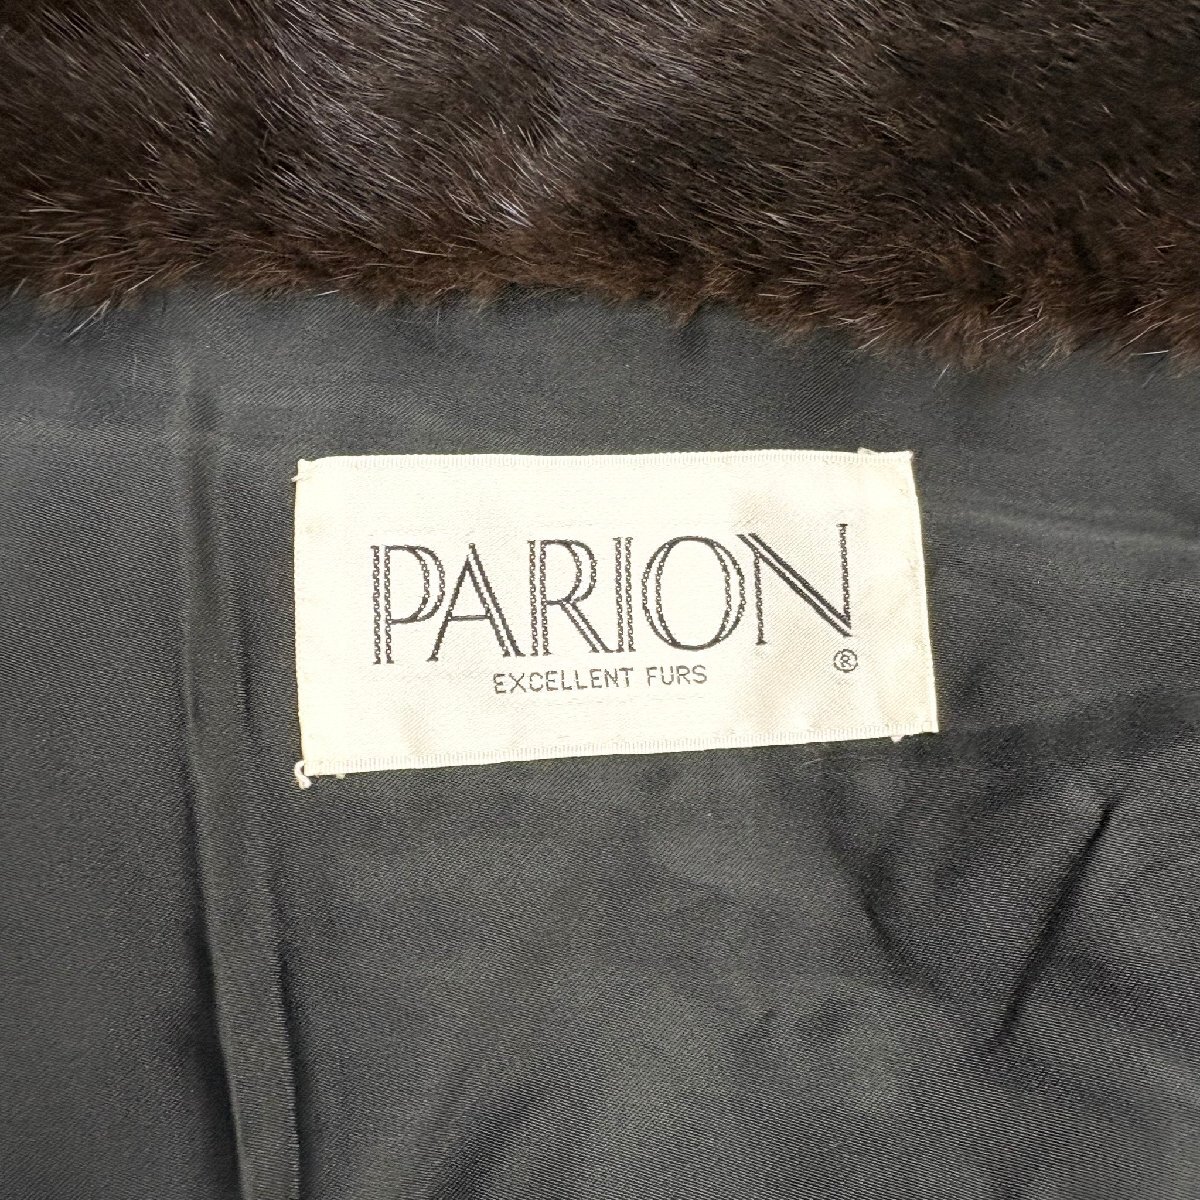 PARION
®
EXCELLENT FURS